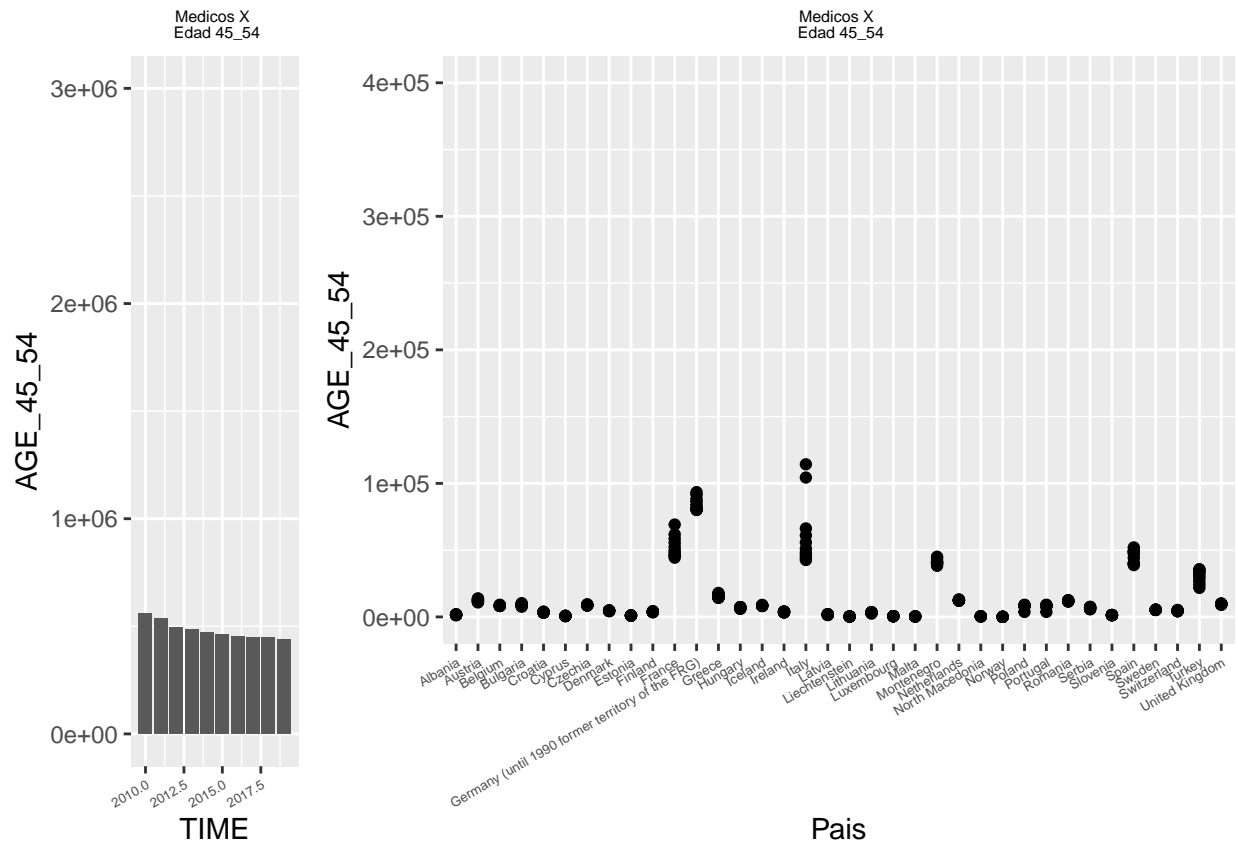 Medicos X
Edad 45_54
3e+06
2e+06
1e+06
0e+00
AGE_45_54
2010.0
2012.5
2015.0
2017.5
TIME
Medicos X
Edad 45_54
4e+05
3e+05
2e+05
1e+05
0e+00
AGE_45_54
Albania
Austria
Belgium
Bulgaria
Croatia
Cyprus
Czechia
Denmark
Estonia
Finland
France
Germany (until 1990 former territory of the FRG)
Greece
Hungary
Iceland
Ireland
Italy
Latvia
Liechtenstein
Lithuania
Luxembourg
Malta
Montenegro
Netherlands
North Macedonia
Norway
Poland
Portugal
Romania
Serbia
Slovenia
Spain
Sweden
Switzerland
Turkey
United Kingdom
Pais